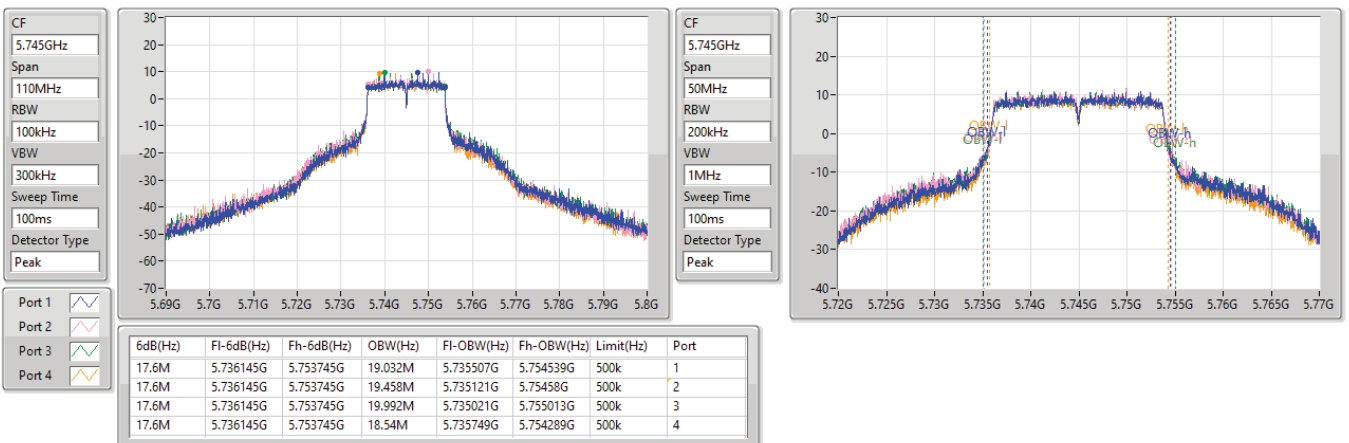 CF
5.745GHz
Span
110MHz
RBW
100kHz
VBW
300kHz
Sweep Time
100ms
Detector Type
Peak
30
20
10
0
-10
-20
-30
-40
-50
-60
-70
5.69G 5.7G 5.71G 5.72G 5.73G 5.74G 5.75G 5.76G 5.77G 5.78G 5.79G 5.8G
CF
5.745GHz
Span
50MHz
RBW
200kHz
VBW
1MHz
Sweep Time
100ms
Detector Type
Peak
30
20
10
0
-10
-20
-30
-40
OBW-l
OBW-l
OBW-h
OBW-h
5.72G 5.725G 5.73G 5.735G 5.74G 5.745G 5.75G 5.755G 5.76G 5.765G 5.77G
Port 1
Port 2
Port 3
Port 4
6dB(Hz) Fl-6dB(Hz) Fh-6dB(Hz) OBW(Hz) Fl-OBW(Hz) Fh-OBW(Hz) Limit(Hz) Port
17.6M 5.736145G 5.753745G 19.032M 5.735507G 5.754539G 500k 1
17.6M 5.736145G 5.753745G 19.458M 5.735121G 5.75458G 500k 2
17.6M 5.736145G 5.753745G 19.992M 5.735021G 5.755013G 500k 3
17.6M 5.736145G 5.753745G 18.54M 5.735749G 5.754289G 500k 4